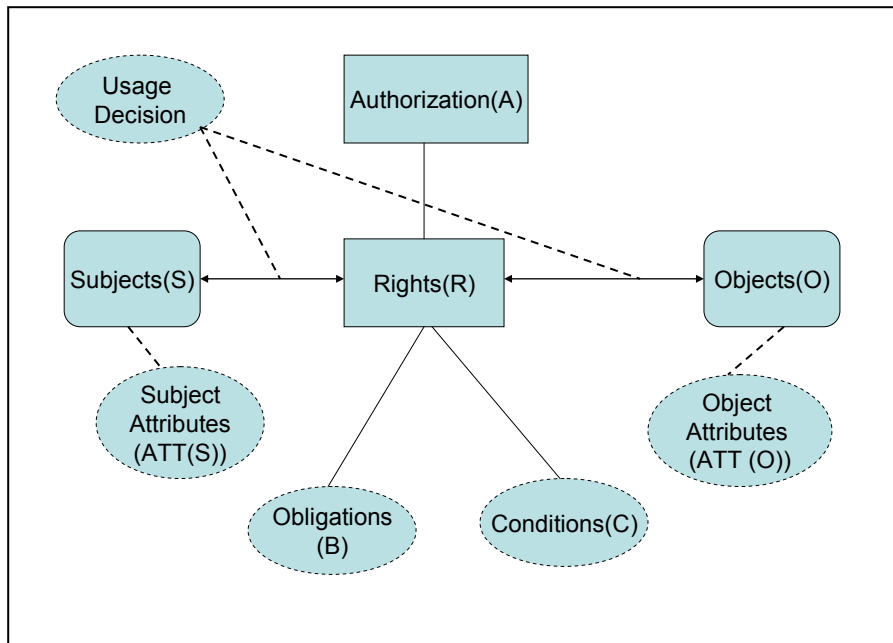 Usage
Decision
Authorization(A)
Subjects(S)
Rights(R)
Objects(O)
Subject
Attributes
(ATT(S))
Object
Attributes
(ATT (O))
Obligations
(B)
Conditions(C)